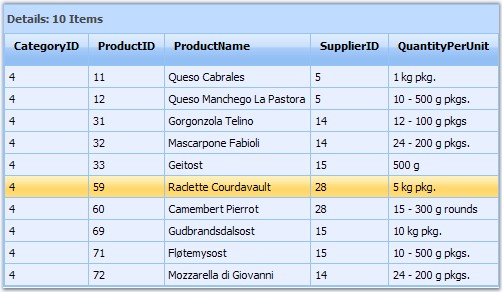 Details: 10 Items
CategoryID ProductID ProductName SupplierID QuantityPerUnit
4 11 Queso Cabrales 5 1 kg pkg.
4 12 Queso Manchego La Pastora 5 10 - 500 g pkgs.
4 31 Gorgonzola Telino 14 12 - 100 g pkgs
4 32 Mascarpone Fabioli 14 24 - 200 g pkgs.
4 33 Geitost 15 500 g
4 59 Raclette Courdavault 28 5 kg pkg.
4 60 Camembert Pierrot 28 15 - 300 g rounds
4 69 Gudbrandsdalsost 15 10 kg pkg.
4 71 Fløtemysost 15 10 - 500 g pkgs.
4 72 Mozzarella di Giovanni 14 24 - 200 g pkgs.